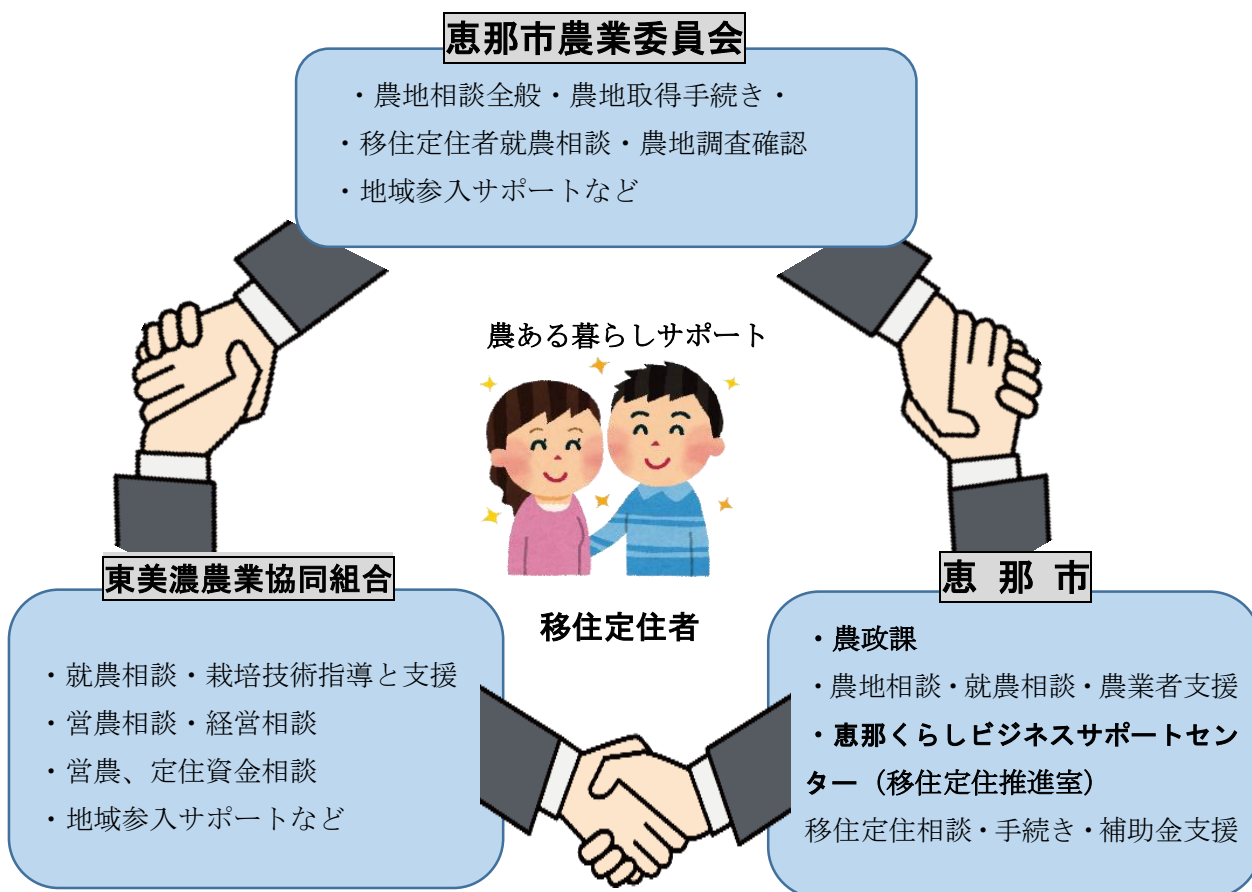 恵那市農業委員会
・農地相談全般・農地取得手続き・
・移住定住者就農相談・農地調査確認
・地域参入サポートなど
農ある暮らしサポート
移住定住者
東美濃農業協同組合
・就農相談・栽培技術指導と支援
・営農相談・経営相談
・営農、定住資金相談
・地域参入サポートなど
恵 那 市
・農政課
・農地相談・就農相談・農業者支援
・恵那くらしビジネスサポートセン
ター（移住定住推進室）
移住定住相談・手続き・補助金支援